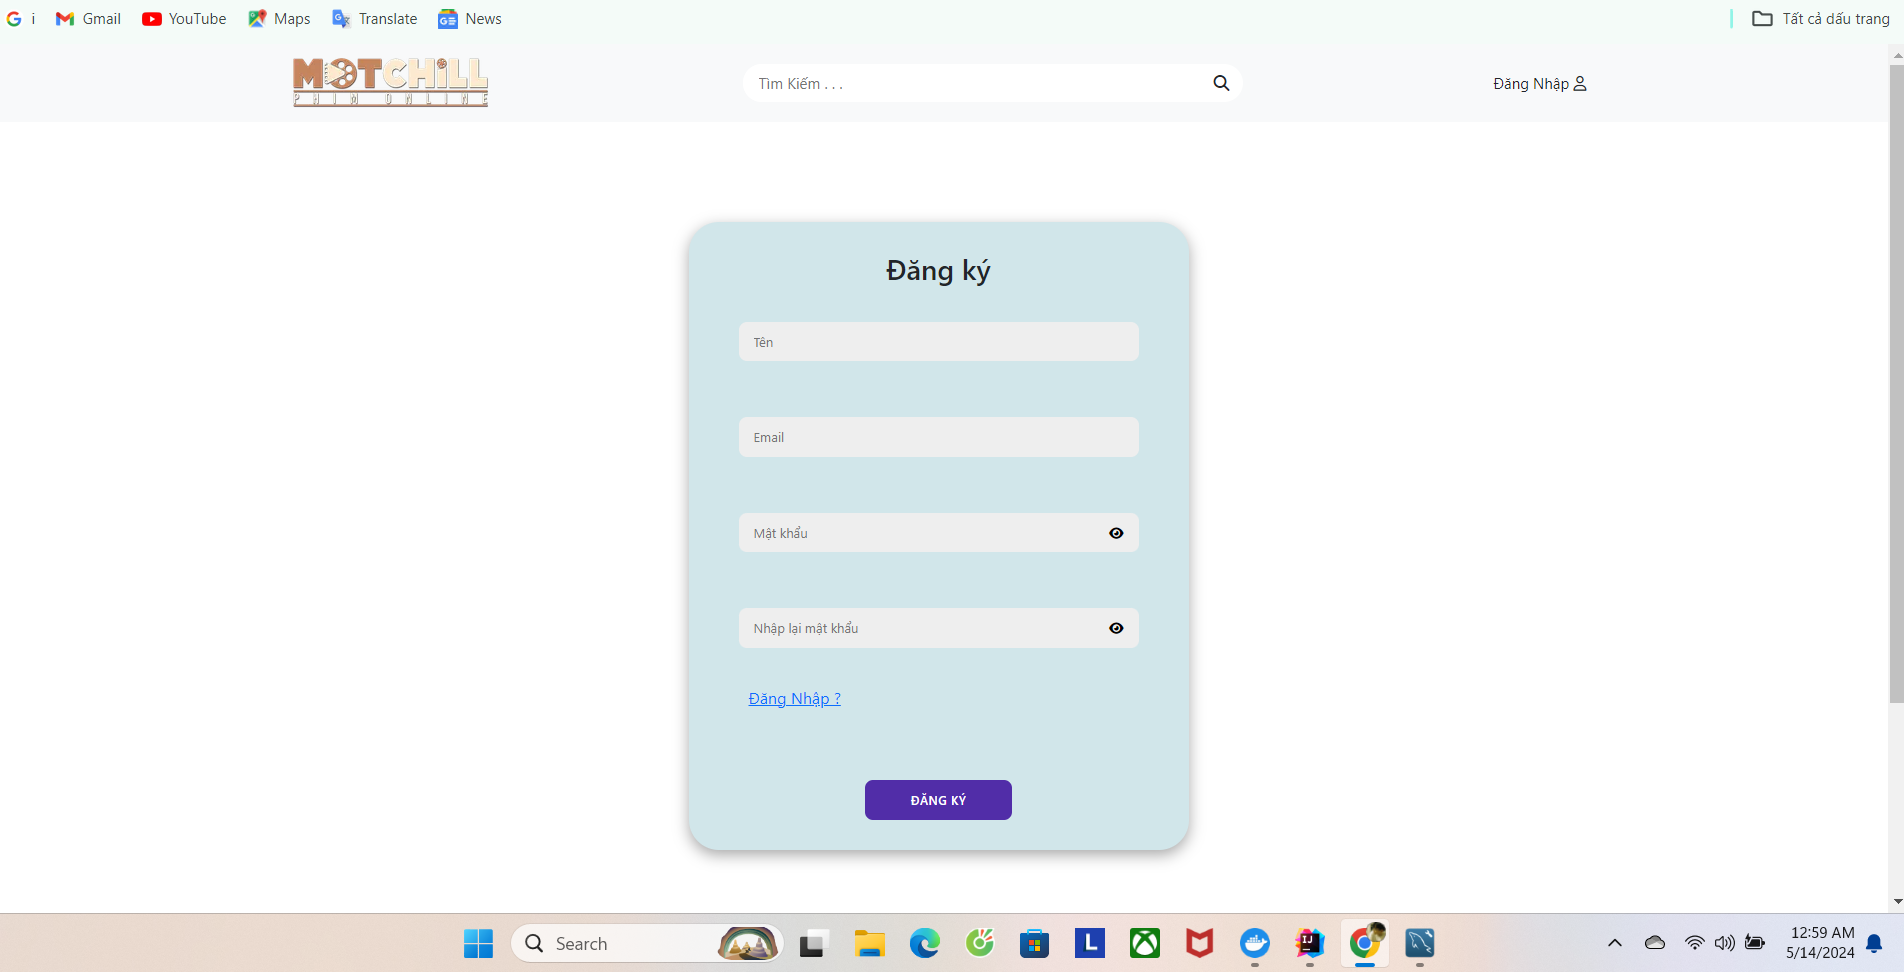 i Gmail YouTube Maps Translate News Tất cả dấu trang
MOTCHILL
PHIM ONLINE
Tìm Kiếm . . .
Đăng Nhập
Đăng ký
Tên
Email
Mật khẩu
Nhập lại mật khẩu
Đăng Nhập ?
ĐĂNG KÝ
Search
12:59 AM
5/14/2024